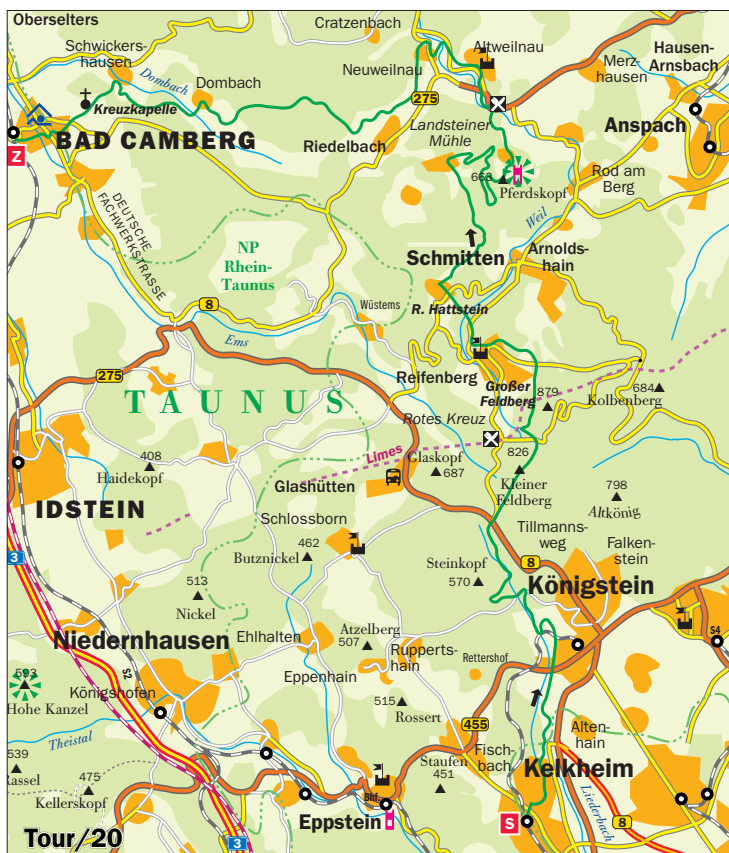 Oberselters
Cratzenbach
Schwickers-
hausen
Altweilnau
Hausen-
Arnsbach
Merz-
hausen
Neuweilnau
Dombach
Dombach
275
Kreuzkapelle
BAD CAMBERG
Z
Landsteiner
Mühle
Anspach
Riedelbach
663
Pferdskopf
Rod am
Berg
DEUTSCHE
FACHWERKSTRASSE
Weil
NP
Rhein-
Taunus
Schmitten
Arnolds-
hain
8
Wüstems
R. Hattstein
Ems
275
Reifenberg
Großer
Feldberg
879
684
Kolbenberg
TAUNUS
Rotes Kreuz
Limes
408
Haidekopf
Glaskopf
687
826
Kleiner
Feldberg
798
Altkönig
Glashütten
IDSTEIN
Schlossborn
Tillmanns-
weg
Falken-
stein
3
462
Butznickel
Steinkopf
570
8
Königstein
513
Nickel
S4
Niedernhausen
Ehlhalten
Atzelberg
507
Rupperts-
hain
Rettershof
S2
593
Hohe Kanzel
Königshofen
Eppenhain
515
Rossert
Theistal
455
Fisch-
bach
Alten-
hain
539
Rassel
475
Kellerskopf
Staufen
451
Kelkheim
Liederbach
Bhf.
Eppstein
S
8
Tour/20
3